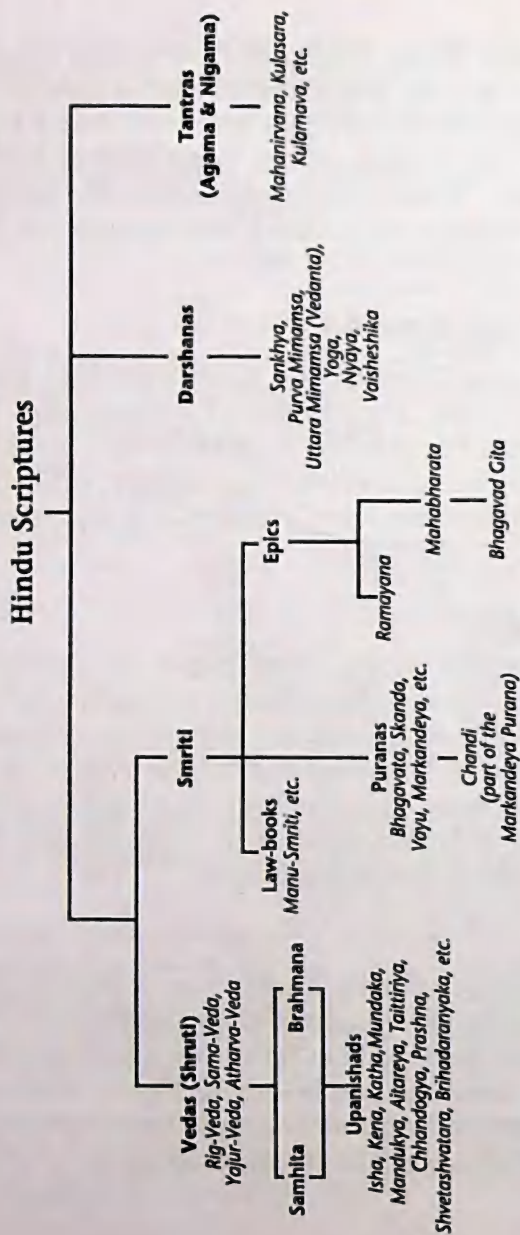 Hindu Scriptures
Vedas (Shruti)
Rig-Veda, Sama-Veda,
Yajur-Veda, Atharva-Veda
Samhita
Brahmana
Upanishads
Isha, Kena, Katha,Mundaka,
Mandukya, Aitareya, Taittiriya,
Chhandogya, Prashna,
Shvetashvatara, Brihadaranyaka, etc.
Smriti
Law-books
Manu-Smriti, etc.
Puranas
Bhagavata, Skanda,
Vayu, Markandeya, etc.
Chandi
(part of the
Markandeya Purana)
Epics
Ramayana
Mahabharata
Bhagavad Gita
Darshanas
Sankhya,
Purva Mimamsa,
Uttara Mimamsa (Vedanta),
Yoga,
Nyaya,
Vaisheshika
Tantras
(Agama & Nigama)
Mahanirvana, Kulasara,
Kularnava, etc.